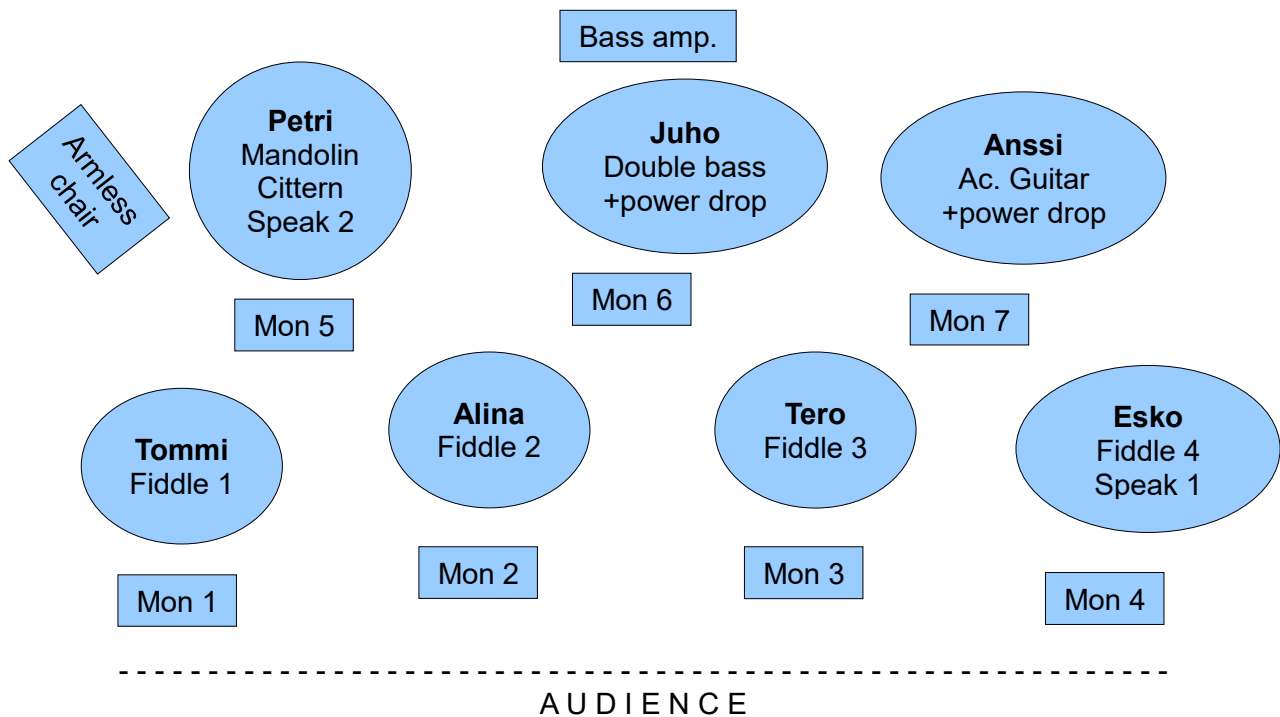 Bass amp.
Armless
chair
Petri
Mandolin
Cittern
Speak 2
Juho
Double bass
+power drop
Anssi
Ac. Guitar
+power drop
Mon 5
Mon 6
Mon 7
Tommi
Fiddle 1
Alina
Fiddle 2
Tero
Fiddle 3
Esko
Fiddle 4
Speak 1
Mon 1
Mon 2
Mon 3
Mon 4
A U D I E N C E